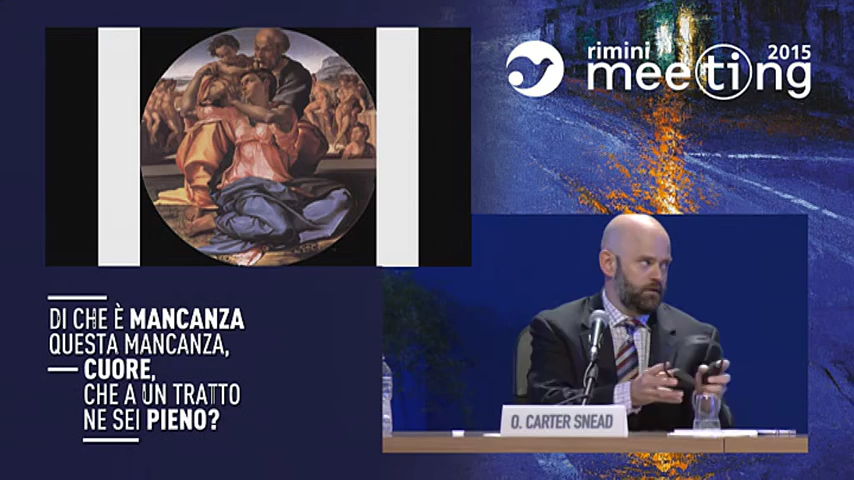 rimini 2015
meeting
DI CHE È MANCANZA
QUESTA MANCANZA,
CUORE,
CHE A UN TRATTO
NE SEI PIENO?
O. CARTER SNEAD